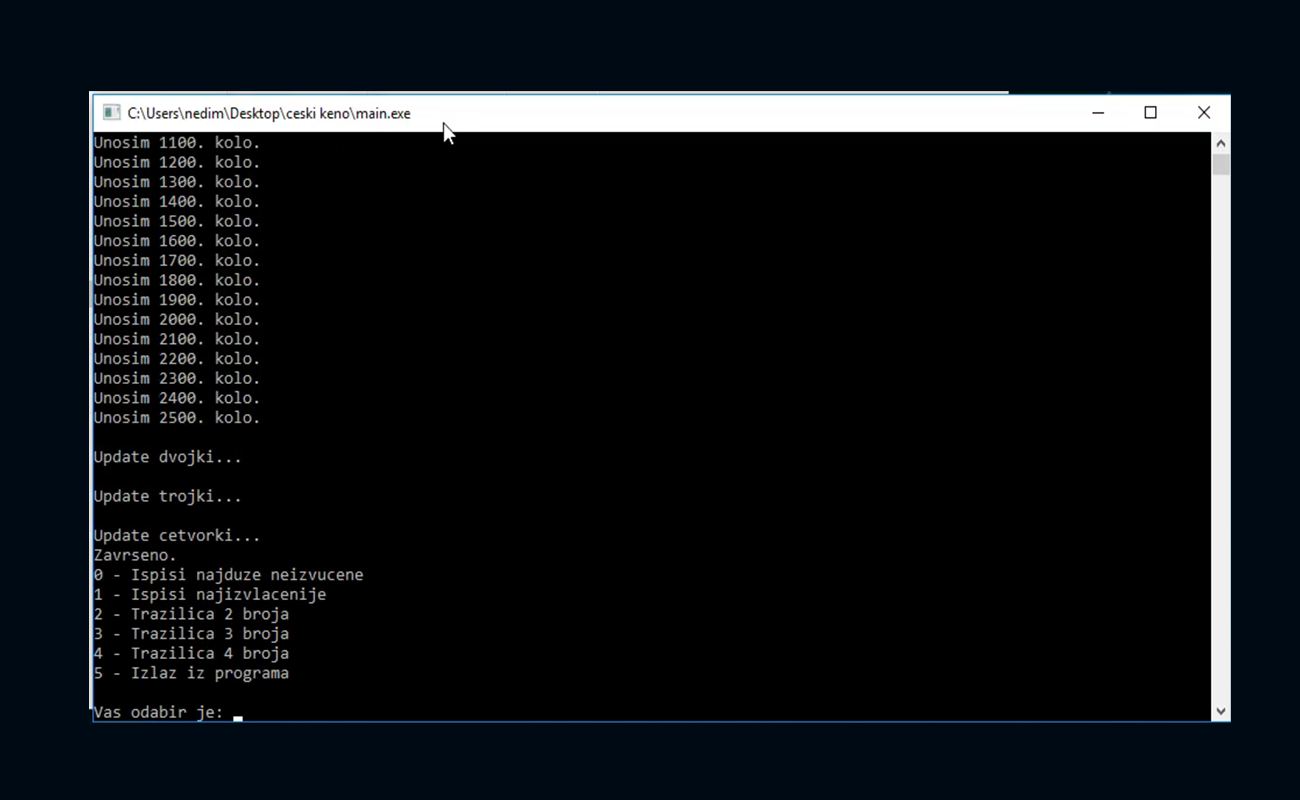 C:\Users\nedim\Desktop\ceski keno\main.exe
Unosim 1100. kolo.
Unosim 1200. kolo.
Unosim 1300. kolo.
Unosim 1400. kolo.
Unosim 1500. kolo.
Unosim 1600. kolo.
Unosim 1700. kolo.
Unosim 1800. kolo.
Unosim 1900. kolo.
Unosim 2000. kolo.
Unosim 2100. kolo.
Unosim 2200. kolo.
Unosim 2300. kolo.
Unosim 2400. kolo.
Unosim 2500. kolo.
Update dvojki...
Update trojki...
Update cetvorki...
Zavrseno.
0 - Ispisi najduze neizvucene
1 - Ispisi najizvlacenije
2 - Trazilica 2 broja
3 - Trazilica 3 broja
4 - Trazilica 4 broja
5 - Izlaz iz programa
Vas odabir je: